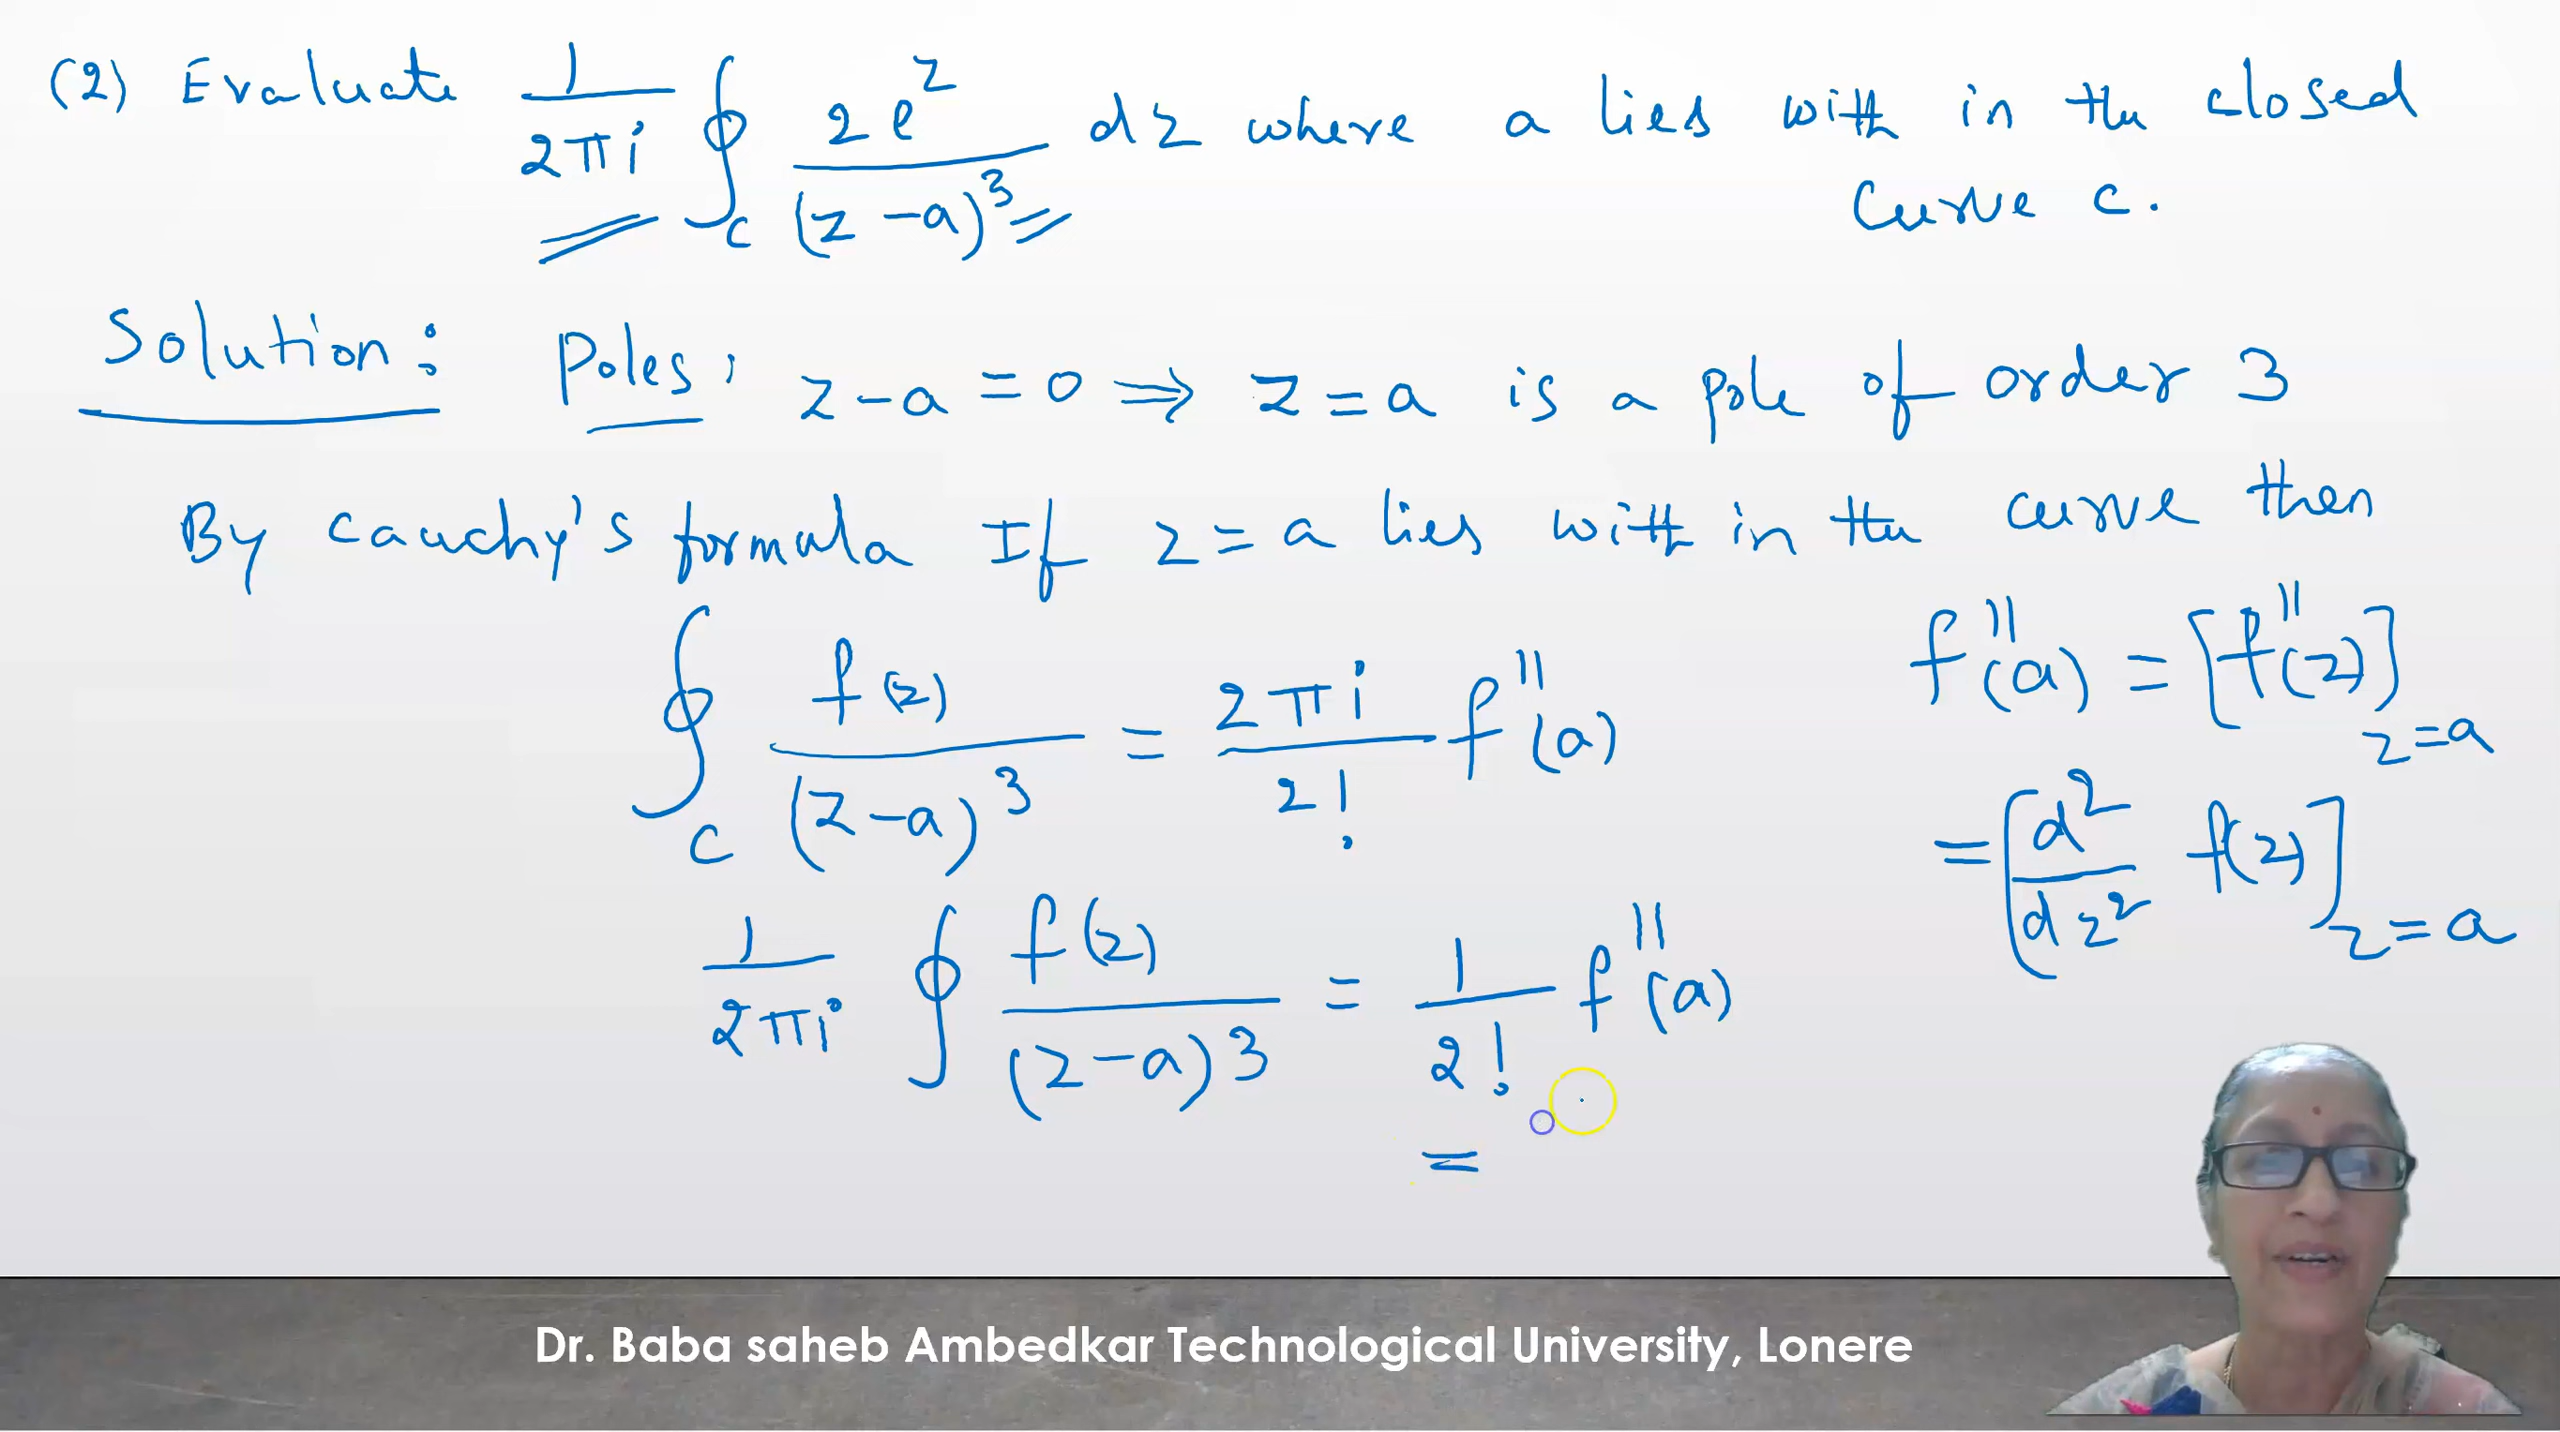 (2) Evaluate 1/2πi ∮_C 2e^z/(z-a)^3 dz where a lies with in the closed
curve c.
Solution: Poles: z-a=0 ⇒ z=a is a pole of order 3
By Cauchy's formula If z=a lies with in the curve then
∮_C f(z)/(z-a)^3 = 2πi/2! f''(a)
f''(a) = [f''(z)]_{z=a}
= [d^2/dz^2 f(z)]_{z=a}
1/2πi ∮ f(z)/(z-a)^3 = 1/2! f''(a)
=
Dr. Baba saheb Ambedkar Technological University, Lonere